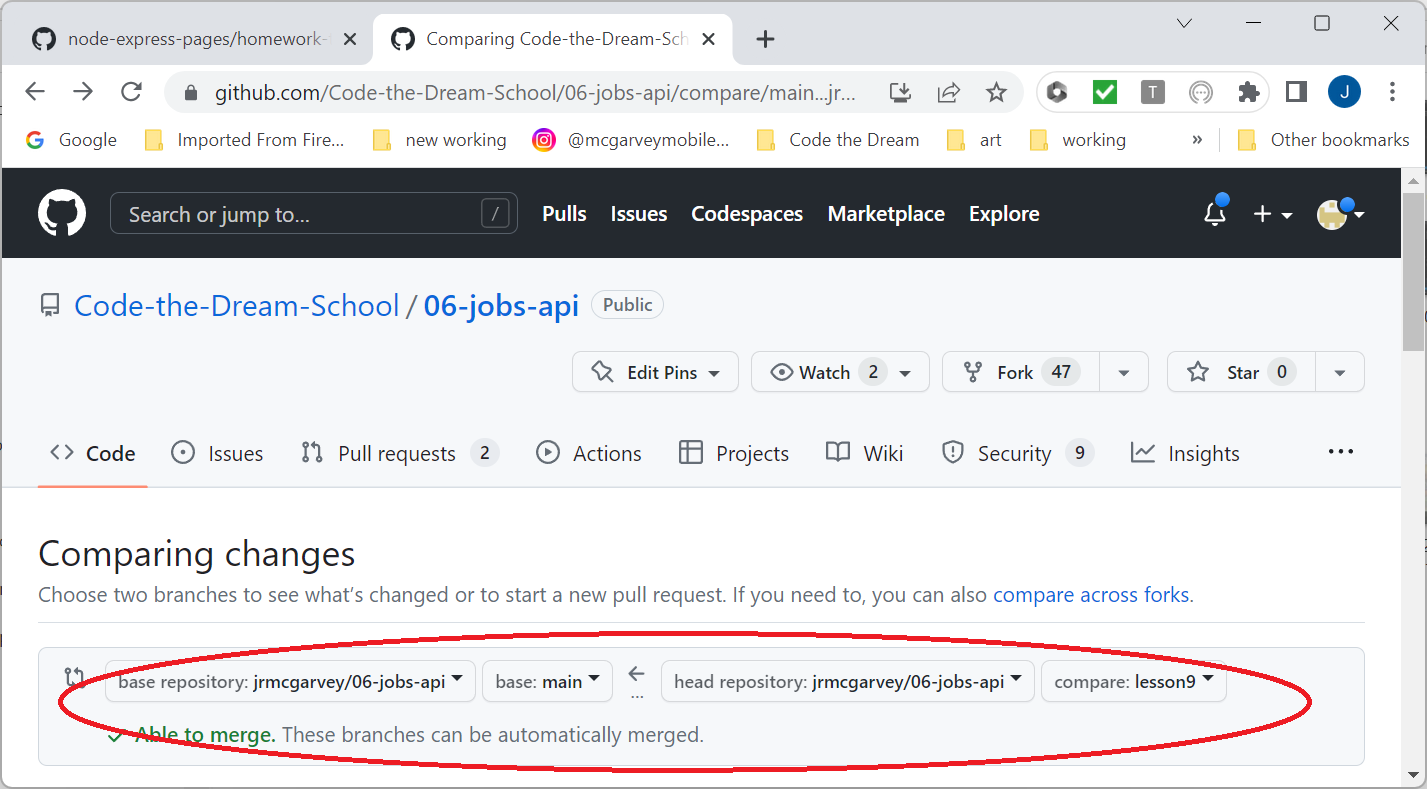 node-express-pages/homework-
Comparing Code-the-Dream-Sch
github.com/Code-the-Dream-School/06-jobs-api/compare/main...jr...
T
J
Google Imported From Fire... new working @mcgarveymobile... Code the Dream art working » Other bookmarks
Search or jump to... / Pulls Issues Codespaces Marketplace Explore
Code-the-Dream-School / 06-jobs-api Public
Edit Pins Watch 2 Fork 47 Star 0
Code Issues Pull requests 2 Actions Projects Wiki Security 9 Insights ...
Comparing changes
Choose two branches to see what's changed or to start a new pull request. If you need to, you can also compare across forks.
base repository: jrmcgarvey/06-jobs-api base: main ... head repository: jrmcgarvey/06-jobs-api compare: lesson9
Able to merge. These branches can be automatically merged.